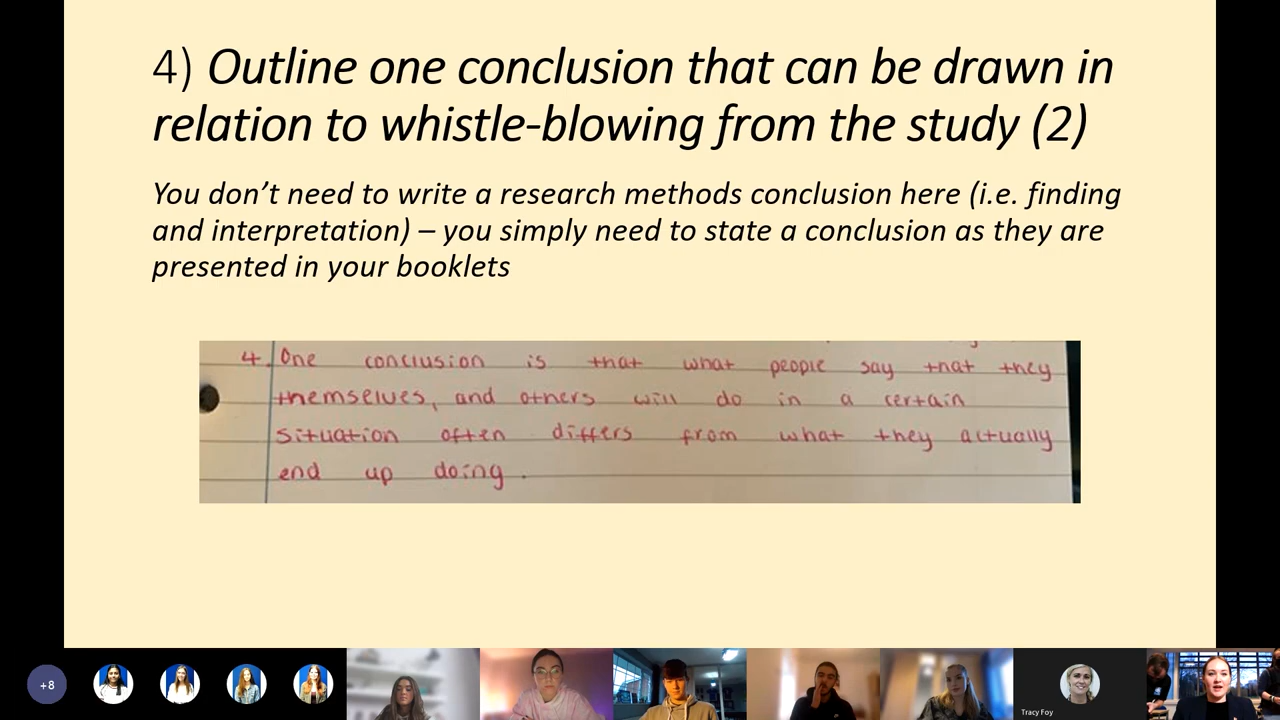 4) Outline one conclusion that can be drawn in
relation to whistle-blowing from the study (2)
You don’t need to write a research methods conclusion here (i.e. finding
and interpretation) – you simply need to state a conclusion as they are
presented in your booklets
4. One conclusion is that what people say that they
themselves, and others will do in a certain
situation often differs from what they actually
end up doing.
+8
Tracy Foy